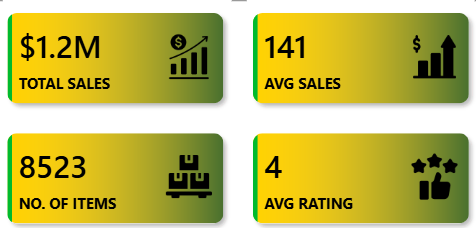 $1.2M
TOTAL SALES
141
AVG SALES
8523
NO. OF ITEMS
4
AVG RATING